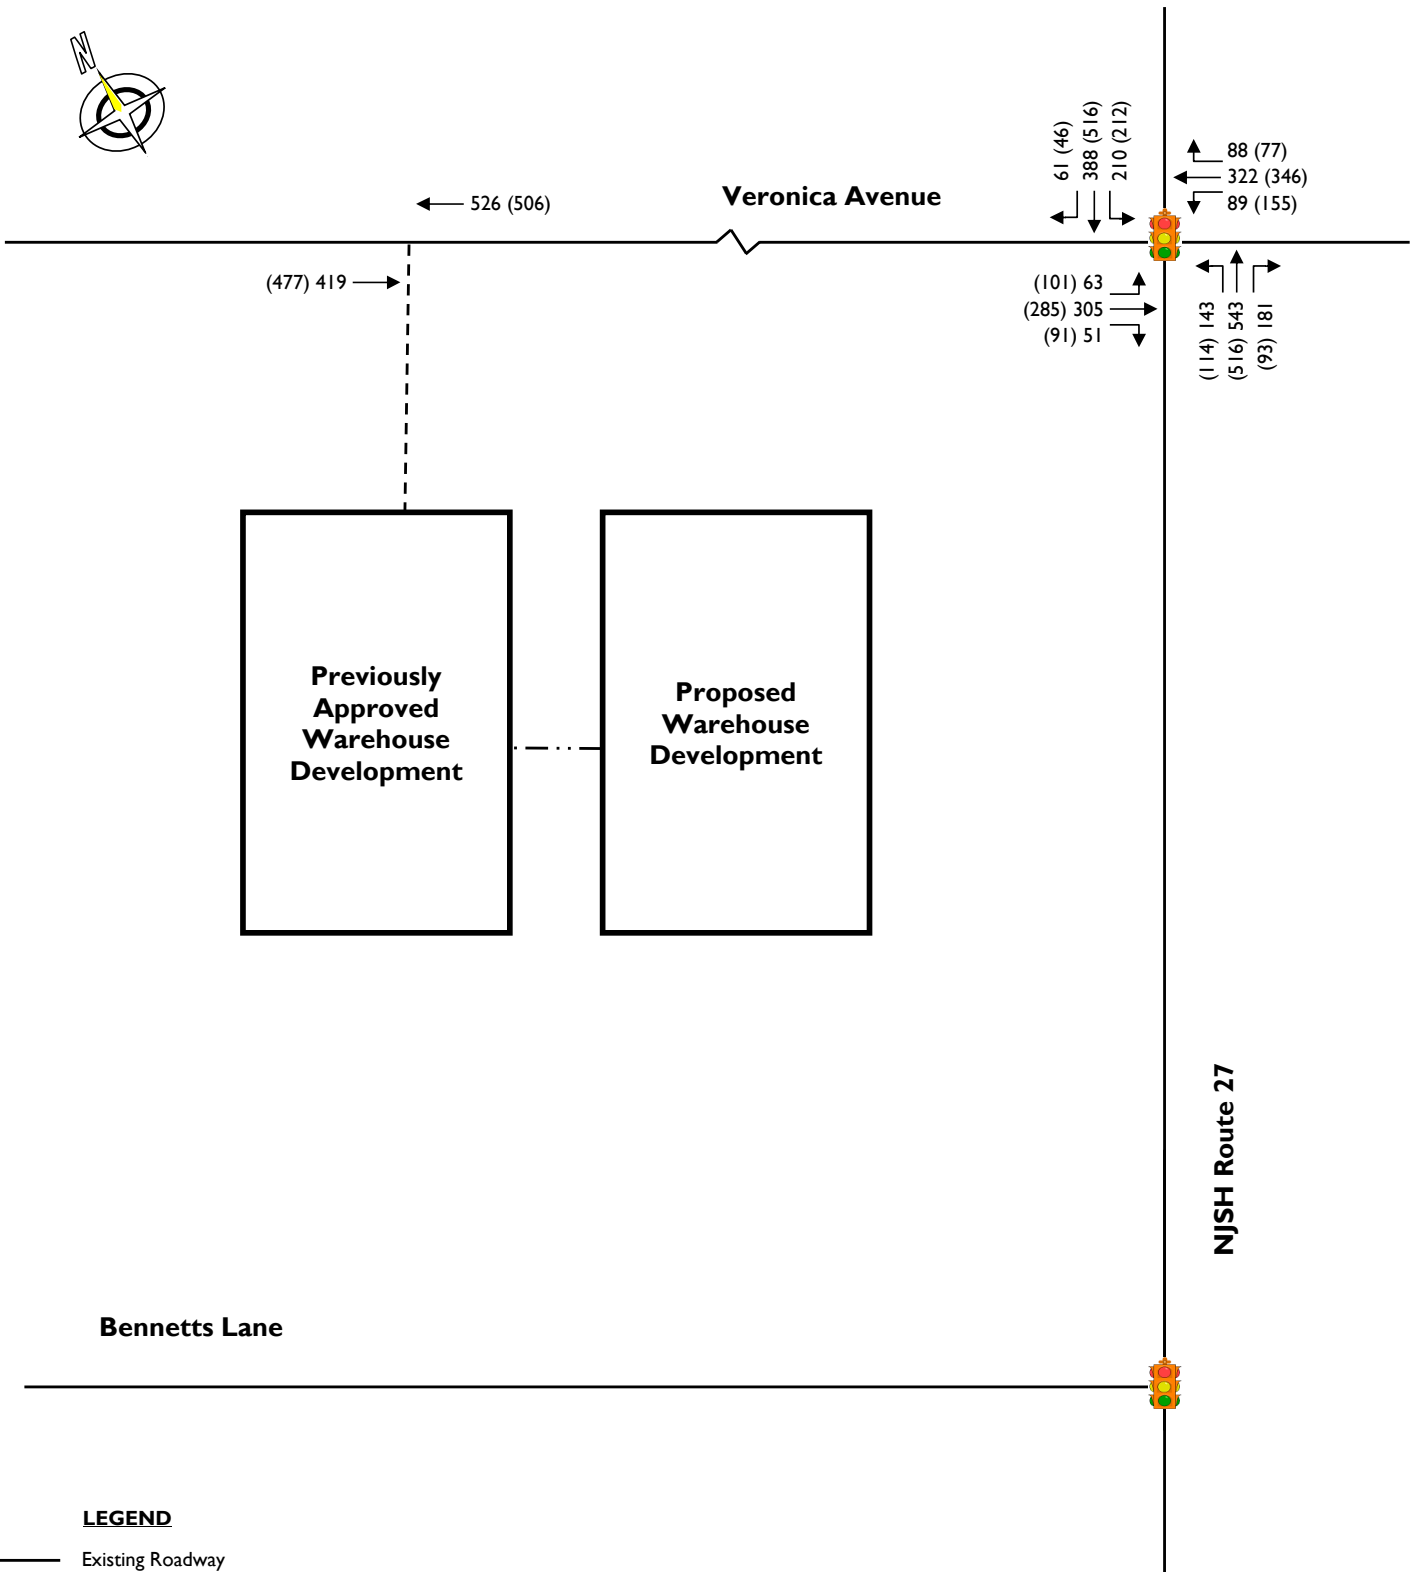 N
61 (46)
388 (516)
210 (212)
88 (77)
322 (346)
89 (155)
Veronica Avenue
526 (506)
(477) 419
(101) 63
(285) 305
(91) 51
(114) 143
(516) 543
(93) 181
Previously
Approved
Warehouse
Development
Proposed
Warehouse
Development
NJSH Route 27
Bennetts Lane
LEGEND
Existing Roadway